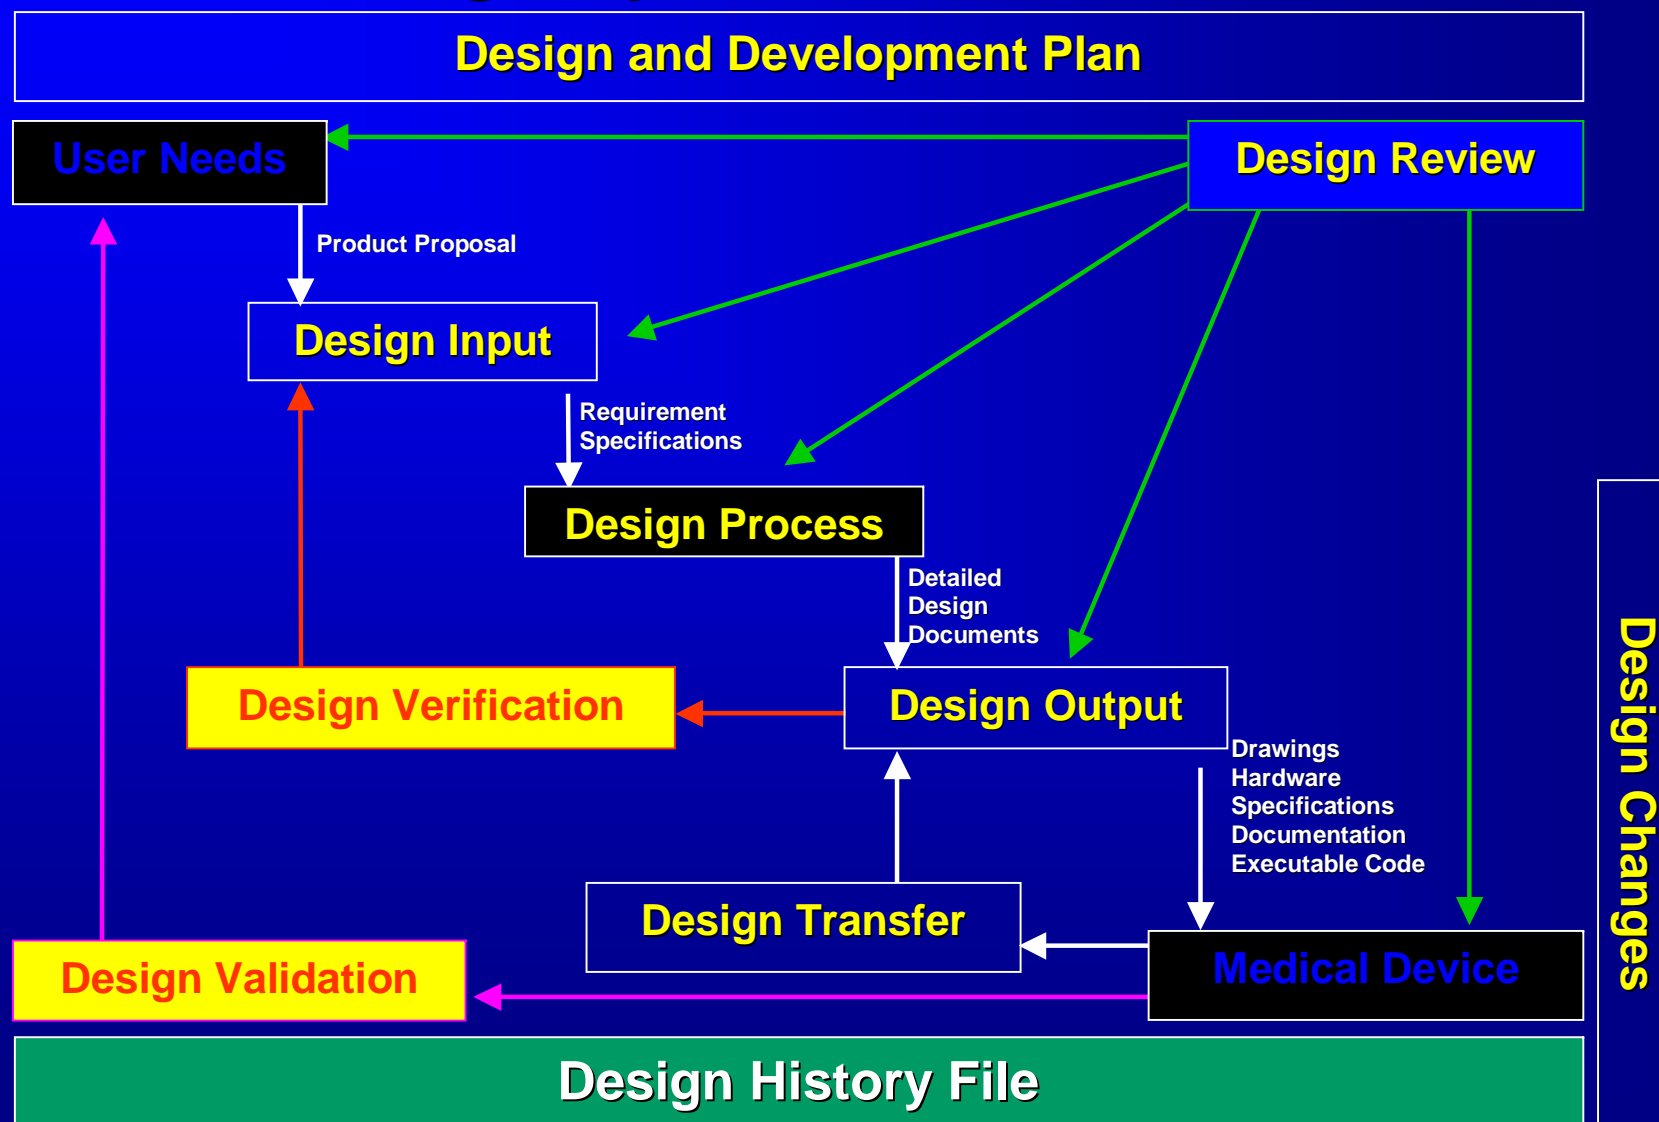 Design and Development Plan
User Needs
Design Review
Product Proposal
Design Input
Requirement
Specifications
Design Process
Detailed
Design
Documents
Design Verification
Design Output
Drawings
Hardware
Specifications
Documentation
Executable Code
Design Changes
Design Transfer
Medical Device
Design Validation
Design History File